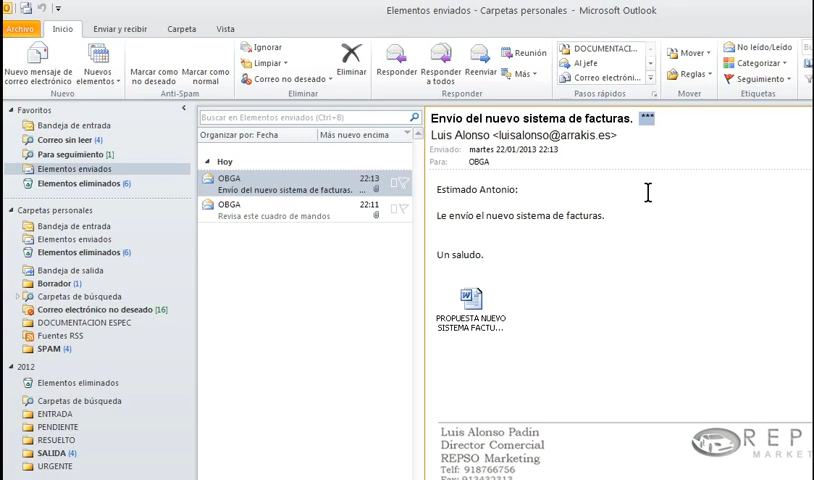 Elementos enviados - Carpetas personales - Microsoft Outlook
Archivo Inicio Enviar y recibir Carpeta Vista
Nuevo mensaje de correo electrónico
Nuevos elementos
Nuevo
Marcar como no deseado
Marcar como normal
Anti-Spam
Ignorar
Limpiar
Correo no deseado
Eliminar
Eliminar
Responder
Responder a todos
Reenviar
Reunión
Más
Responder
DOCUMENTACI...
Al jefe
Correo electróni...
Pasos rápidos
Mover
Reglas
Mover
No leído/Leído
Categorizar
Seguimiento
Etiquetas
Favoritos
Bandeja de entrada
Correo sin leer (4)
Para seguimiento [1]
Elementos enviados
Elementos eliminados (6)
Carpetas personales
Bandeja de entrada
Elementos enviados
Elementos eliminados (6)
Bandeja de salida
Borrador (1)
Carpetas de búsqueda
Correo electrónico no deseado [16]
DOCUMENTACION ESPEC
Fuentes RSS
SPAM (4)
2012
Elementos eliminados
Carpetas de búsqueda
ENTRADA
PENDIENTE
RESUELTO
SALIDA (4)
URGENTE
Buscar en Elementos enviados (Ctrl+B)
Organizar por: Fecha Más nuevo encima
Hoy
OBGA 22:13
Envío del nuevo sistema de facturas. ...
OBGA 22:11
Revisa este cuadro de mandos
Envío del nuevo sistema de facturas. ***
Luis Alonso <luisalonso@arrakis.es>
Enviado: martes 22/01/2013 22:13
Para: OBGA
Estimado Antonio:
Le envío el nuevo sistema de facturas.
Un saludo.
PROPUESTA NUEVO
SISTEMA FACTU...
Luis Alonso Padin
Director Comercial
REPSO Marketing
Telf: 918766756
REP
MARKET